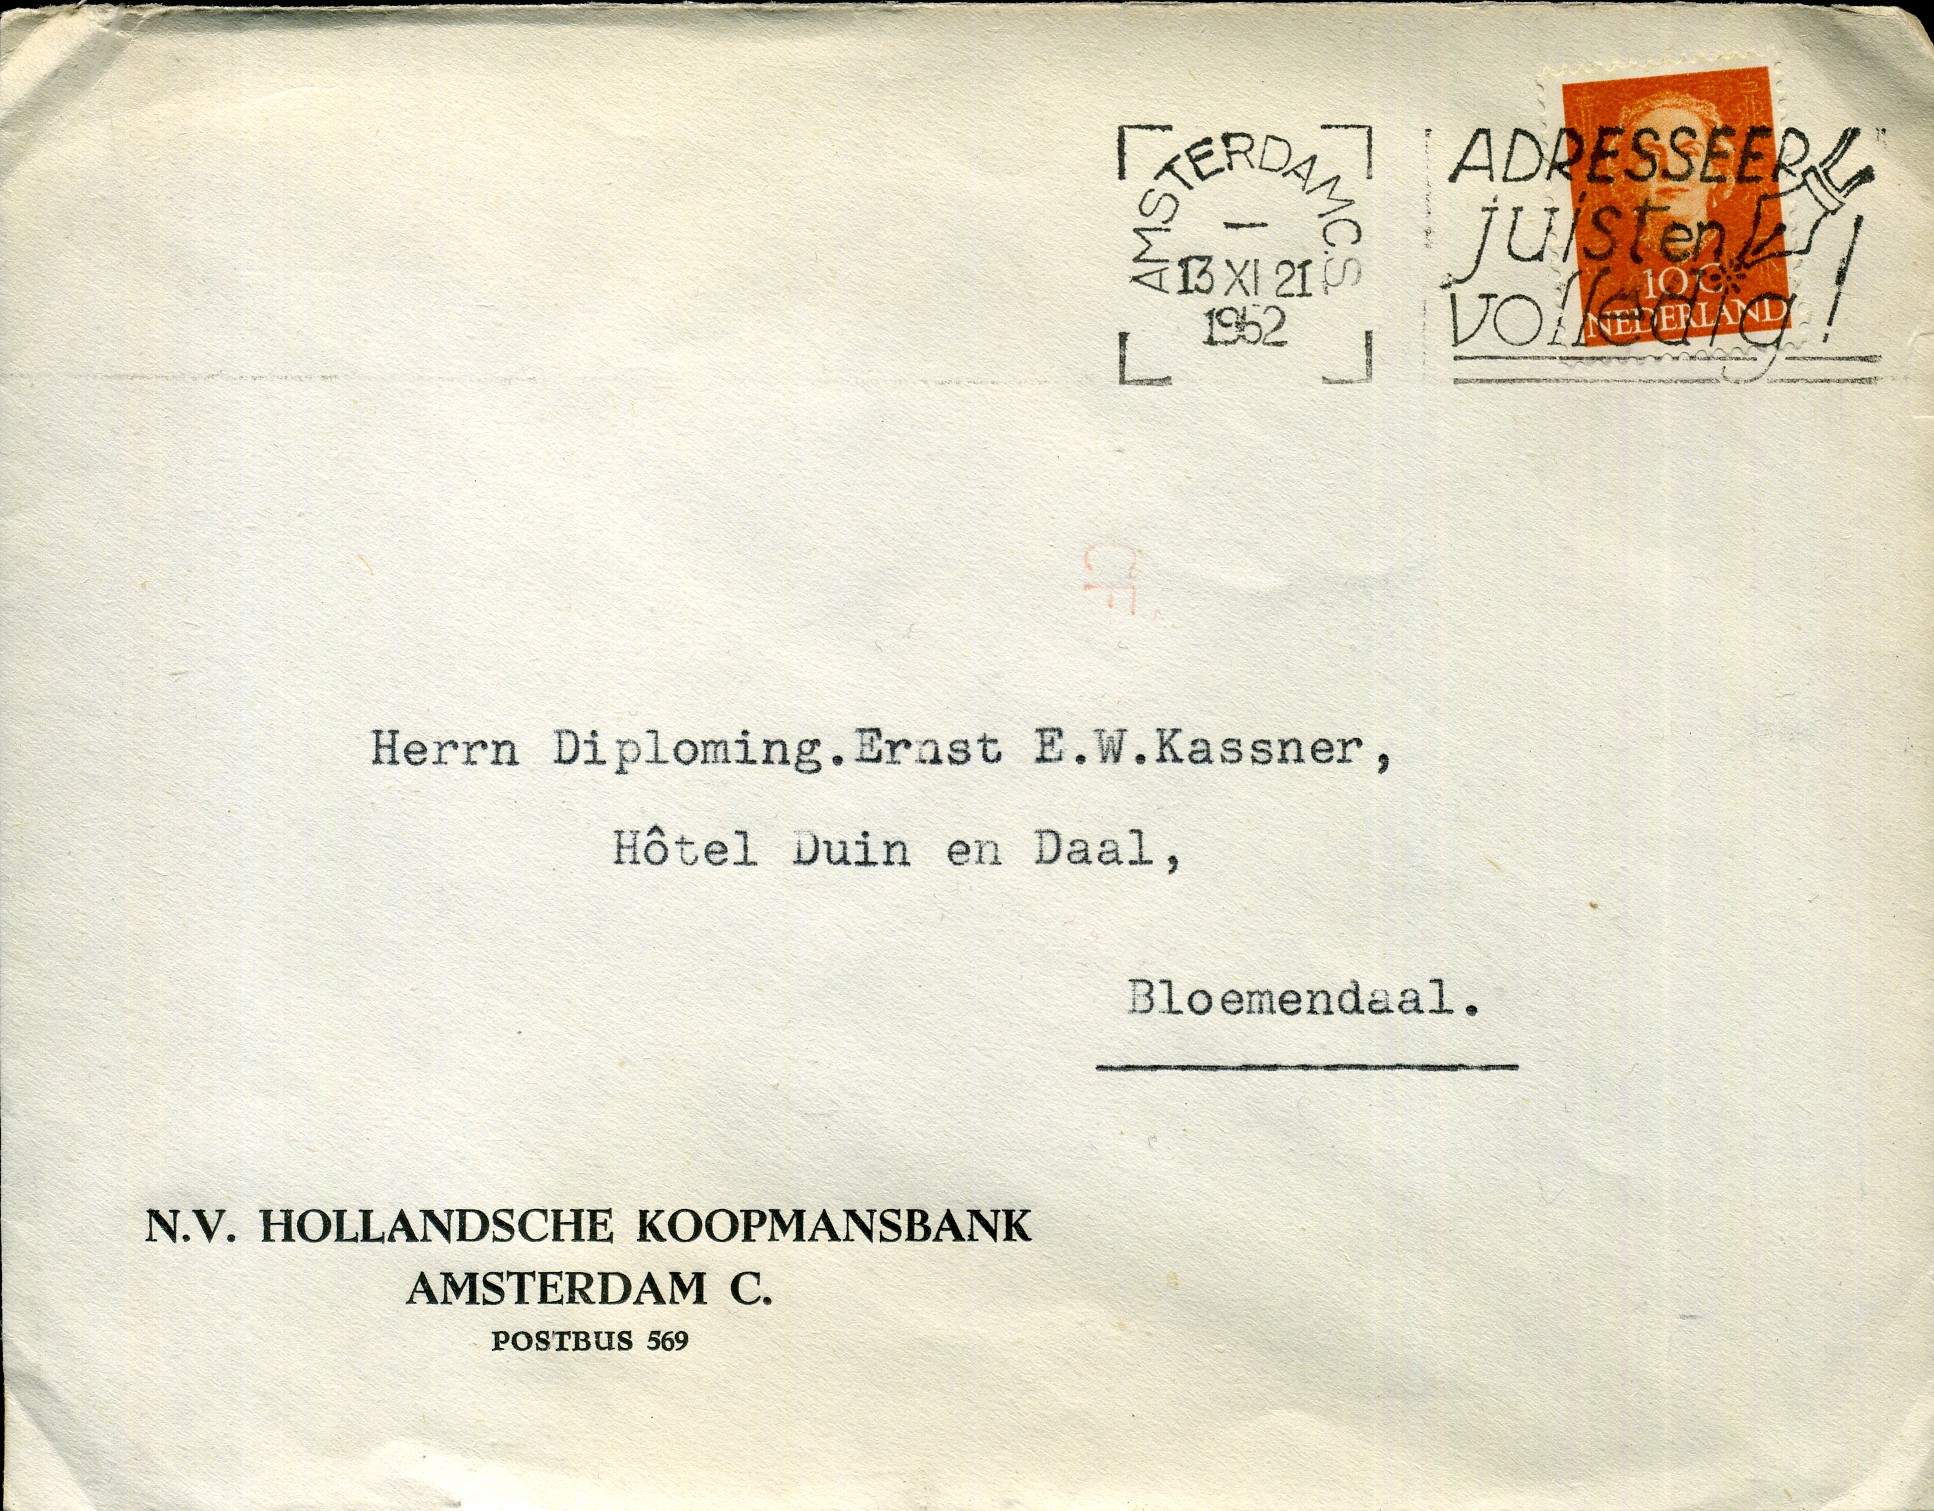 AMSTERDAM C.S.
1
13 XI 21
1952
ADRESSEER
juist en
volledig!
10 C
NEDERLAND
Herrn Diploming.Ernst E.W.Kassner,
Hôtel Duin en Daal,
Bloemendaal.
N.V. HOLLANDSCHE KOOPMANSBANK
AMSTERDAM C.
POSTBUS 569